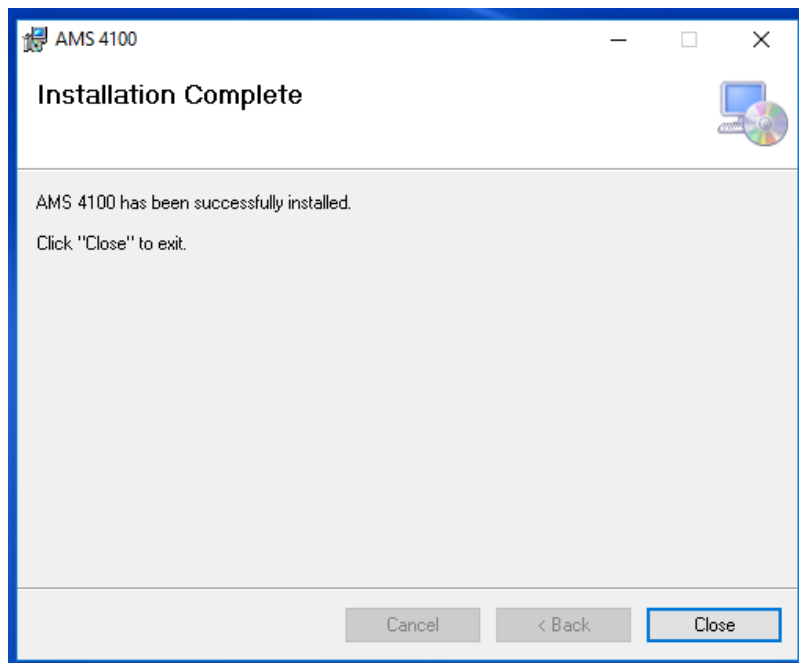 AMS 4100
Installation Complete
AMS 4100 has been successfully installed.
Click "Close" to exit.
Cancel
< Back
Close